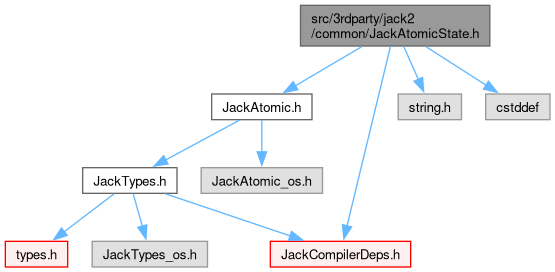 src/3rdparty/jack2
/common/JackAtomicState.h
JackAtomic.h
string.h
cstddef
JackTypes.h
JackAtomic_os.h
types.h
JackTypes_os.h
JackCompilerDeps.h